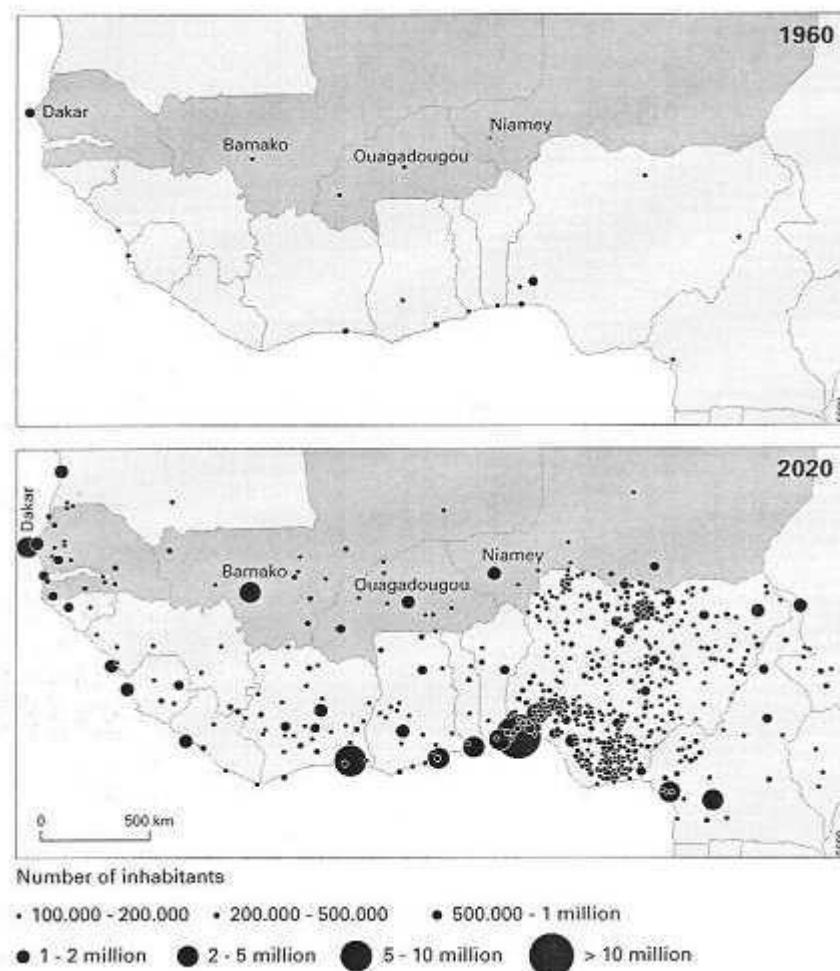 1960
Dakar
Bamako
Niamey
Ouagadougou
2020
Dakar
Bamako
Niamey
Ouagadougou
0 500 km
Number of inhabitants
100.000 - 200.000 200.000 - 500.000 500.000 - 1 million
1 - 2 million 2 - 5 million 5 - 10 million > 10 million